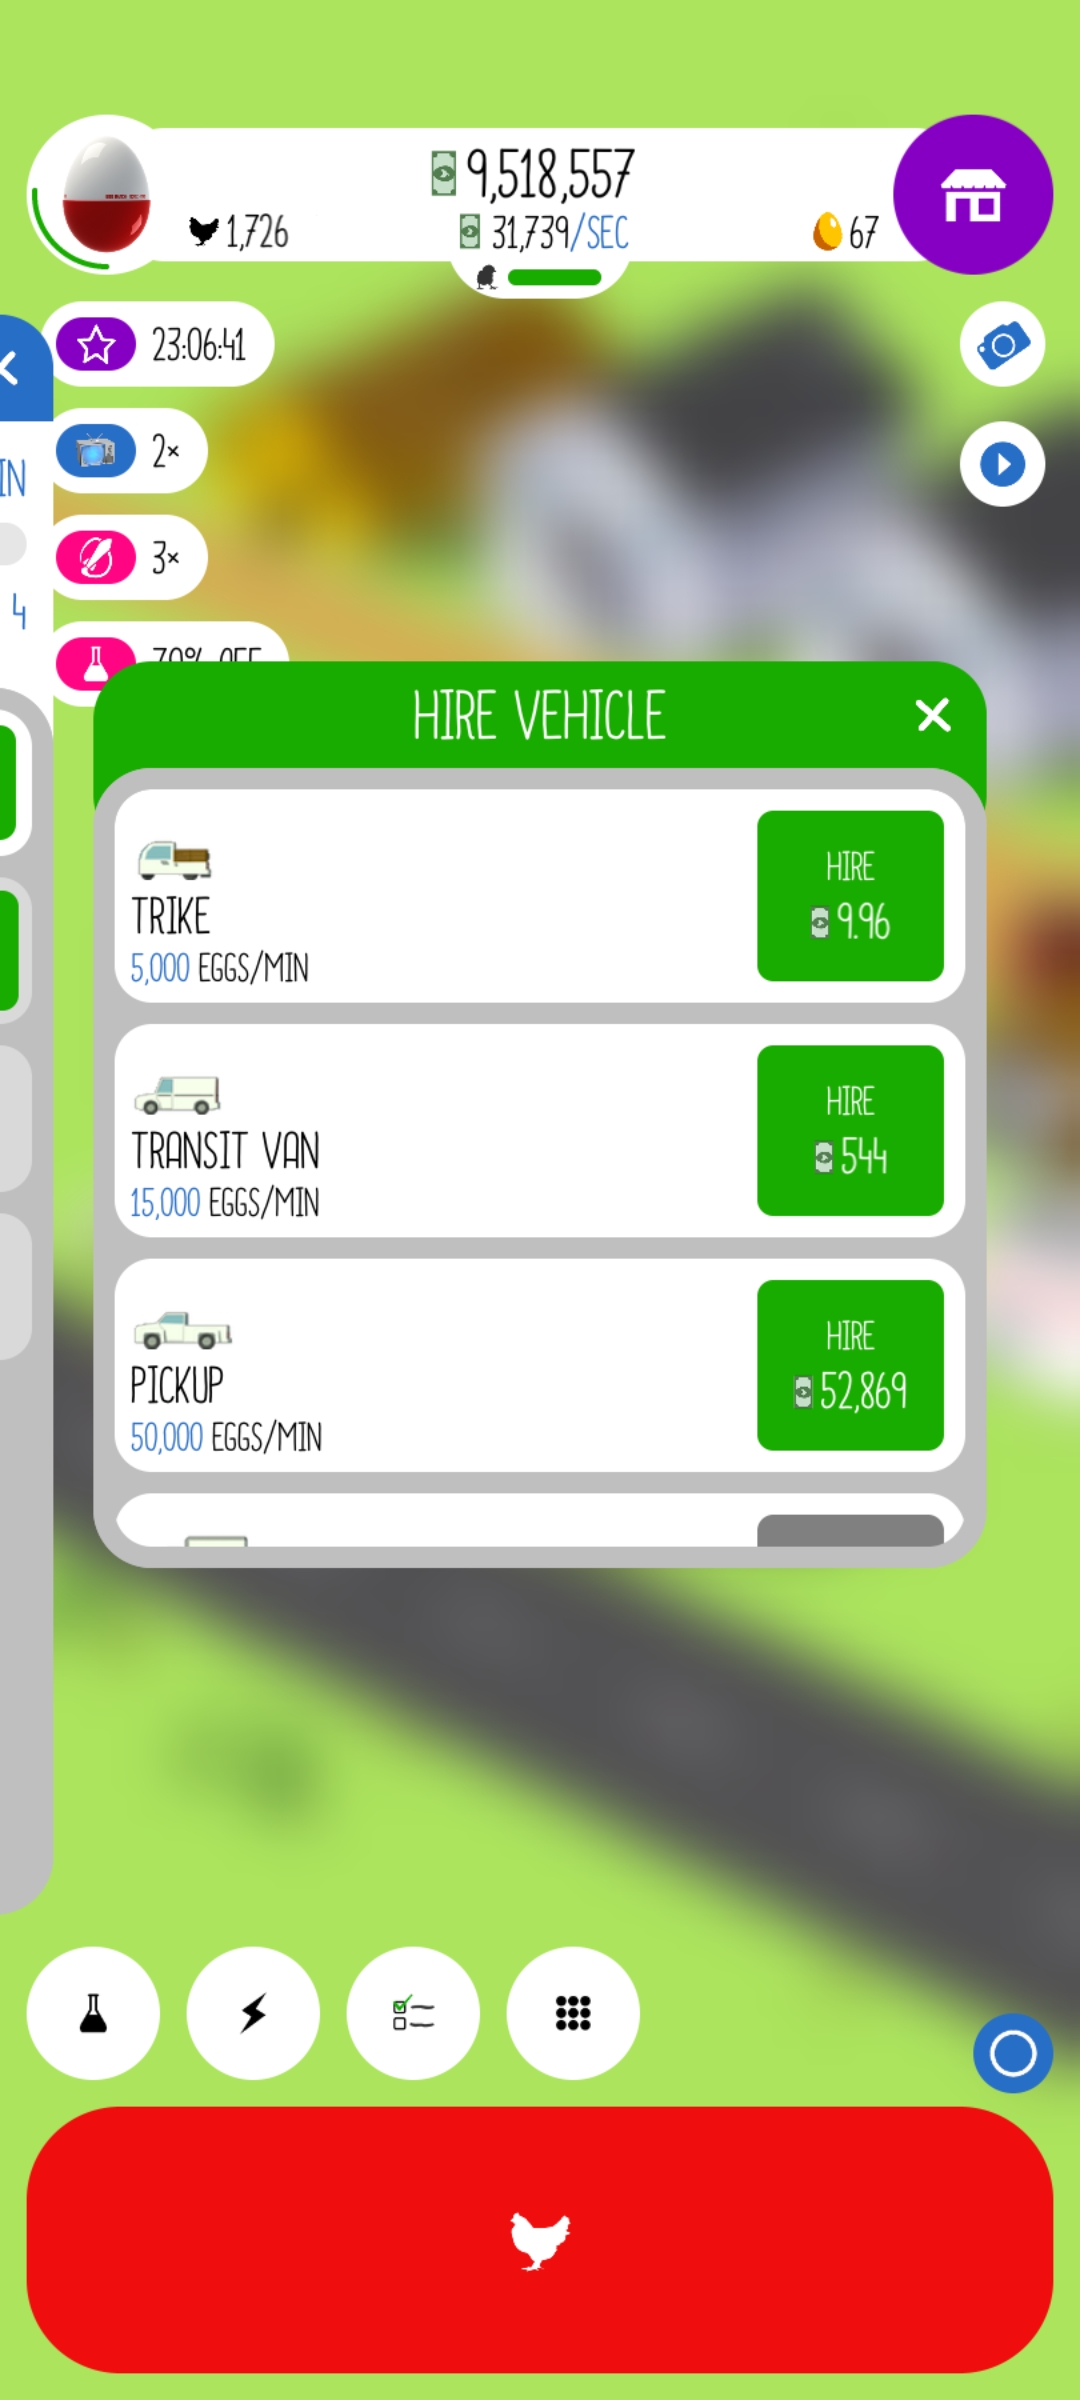 9,518,557
1,726
31,739/SEC
67
23:06:41
2×
IN
3×
4
70% OFF
HIRE VEHICLE
TRIKE
5,000 EGGS/MIN
HIRE
9.96
TRANSIT VAN
15,000 EGGS/MIN
HIRE
544
PICKUP
50,000 EGGS/MIN
HIRE
52,869